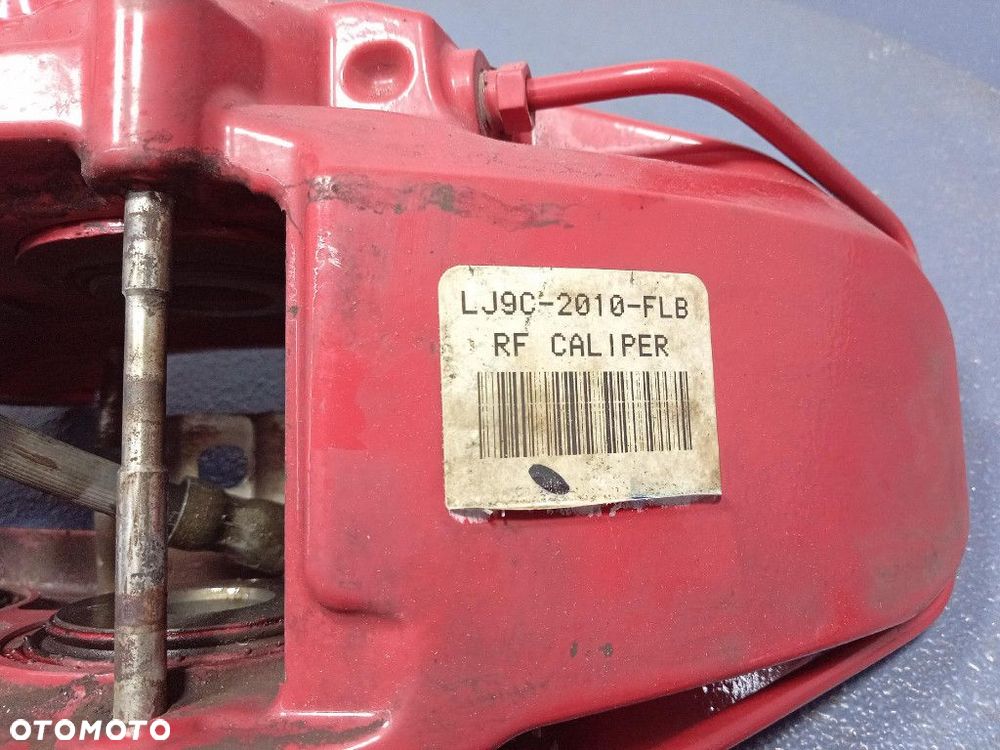 LJ9C-2010-FLB
RF CALIPER
OTOMOTO